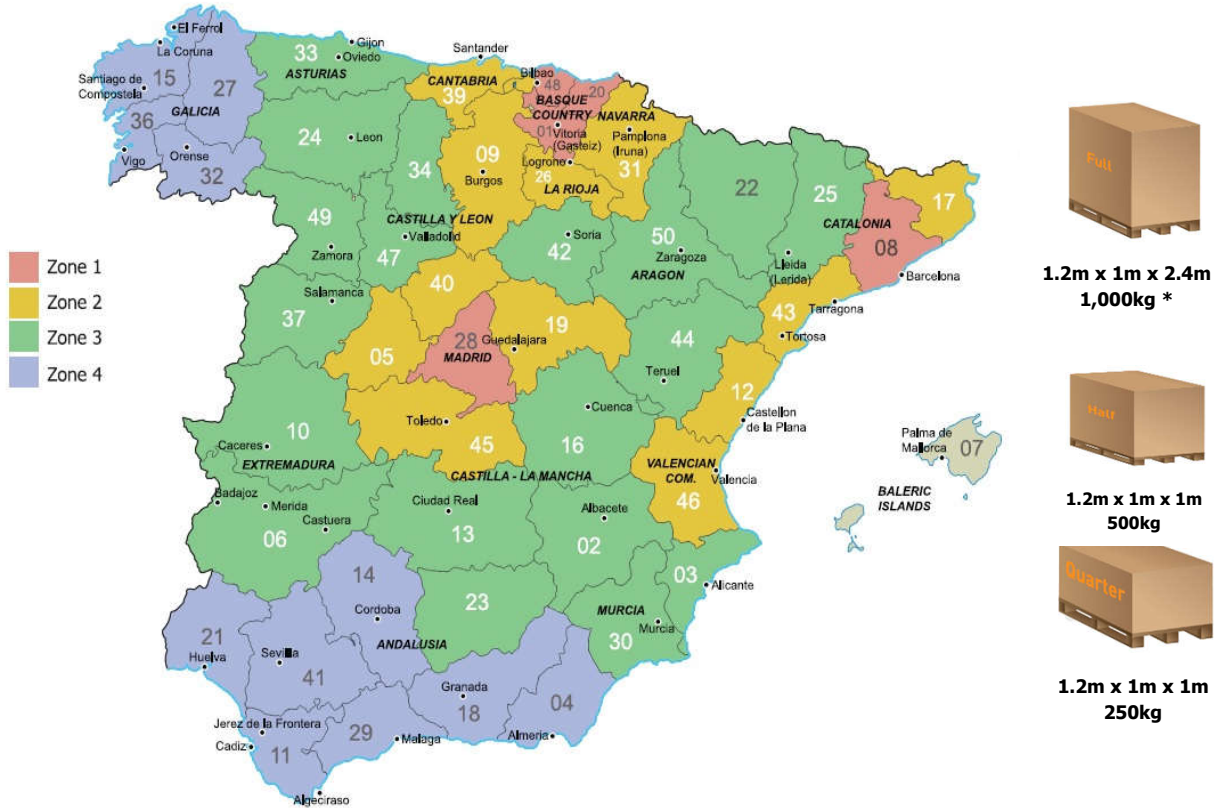 El Ferrol
La Coruna
Santiago de
Compostela
15
27
GALICIA
36
Vigo
Orense
32
33
Gijon
Oviedo
ASTURIAS
Santander
CANTABRIA
39
Bilbao
48
20
BASQUE
COUNTRY
01
Vitoria
(Gasteiz)
NAVARRA
Pamplona
(Iruna)
31
Logrono
26
LA RIOJA
24
Leon
34
09
Burgos
49
Zamora
CASTILLA Y LEON
Valladolid
47
42
Soria
50
Zaragoza
ARAGON
22
25
Lleida
(Lerida)
CATALONIA
17
08
Barcelona
Tarragona
43
Tortosa
Zone 1
Zone 2
Zone 3
Zone 4
Salamanca
37
40
05
28
MADRID
Guadalajara
19
44
Teruel
12
Castellon
de la Plana
10
Caceres
EXTREMADURA
Toledo
45
CASTILLA - LA MANCHA
Cuenca
16
VALENCIAN
COM.
Valencia
46
Palma de
Mallorca
07
BALERIC
ISLANDS
Badajoz
Merida
Castuera
06
Ciudad Real
13
Albacete
02
03
Alicante
14
Cordoba
ANDALUSIA
23
MURCIA
Murcia
30
21
Huelva
Sevilla
41
Granada
18
04
Almeria
Jerez de la Frontera
Cadiz
11
29
Malaga
Algeciraso
Full
1.2m x 1m x 2.4m
1,000kg *
Half
1.2m x 1m x 1m
500kg
Quarter
1.2m x 1m x 1m
250kg